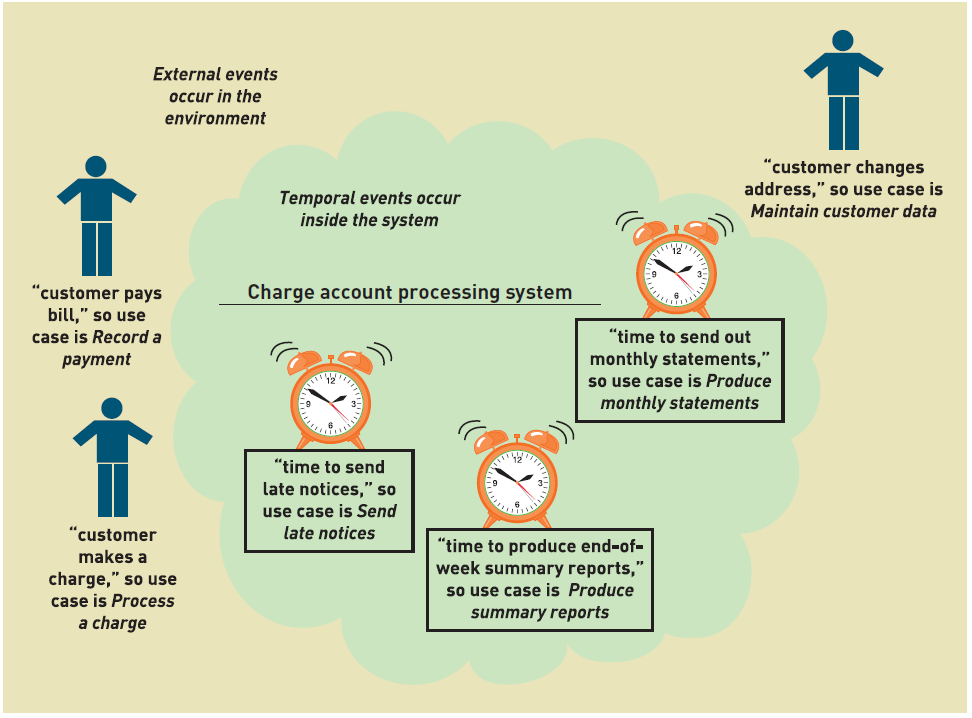 External events
occur in the
environment
"customer changes
address," so use case is
Maintain customer data
Temporal events occur
inside the system
"customer pays
bill," so use
case is Record a
payment
Charge account processing system
12
3
6
9
"time to send out
monthly statements,"
so use case is Produce
monthly statements
12
3
6
9
"time to send
late notices," so
use case is Send
late notices
12
3
6
9
"time to produce end-of-
week summary reports,"
so use case is Produce
summary reports
"customer
makes a
charge," so use
case is Process
a charge